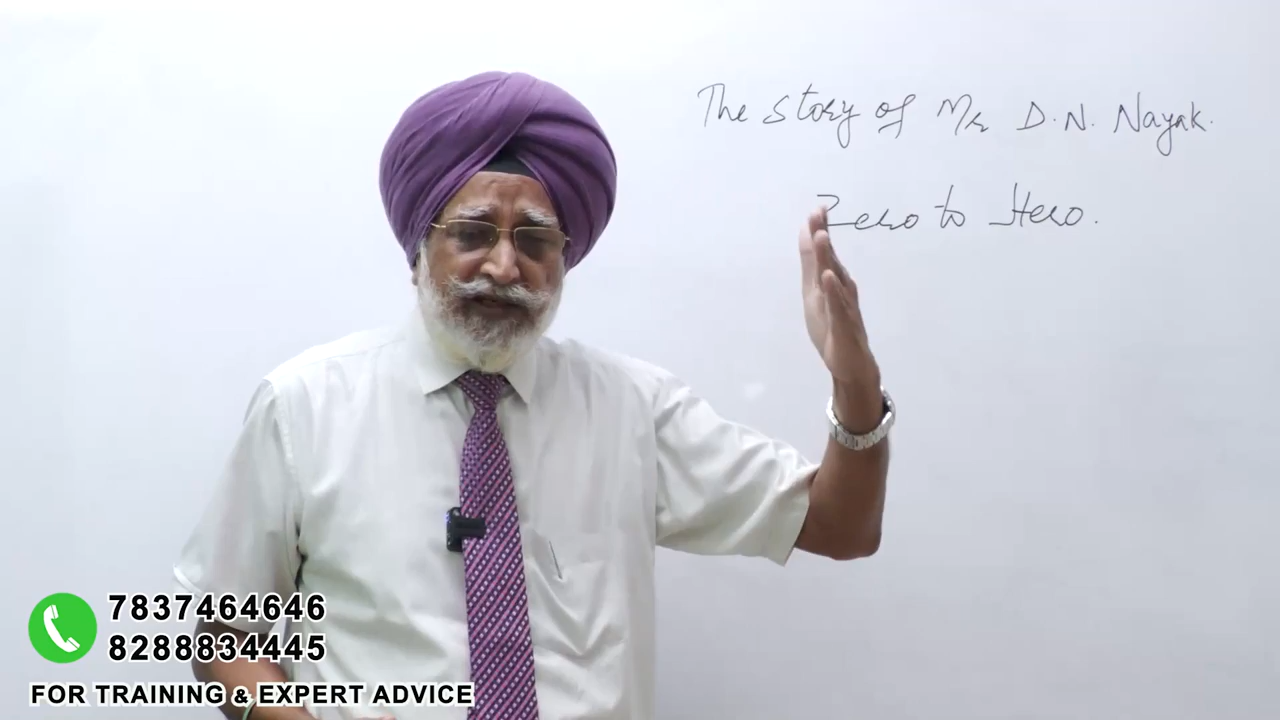 The Story of Mr D.N. Nayak.
Zero to Hero.
7837464646
8288834445
FOR TRAINING & EXPERT ADVICE